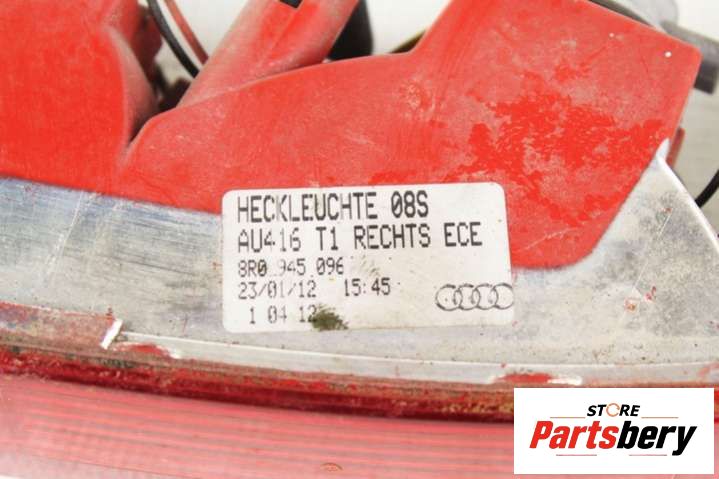 HECKLEUCHTE 08S
AU416 T1 RECHTS ECE
8R0 945 096
23/01/12 15:45
1 04 12
STORE
Partsbery